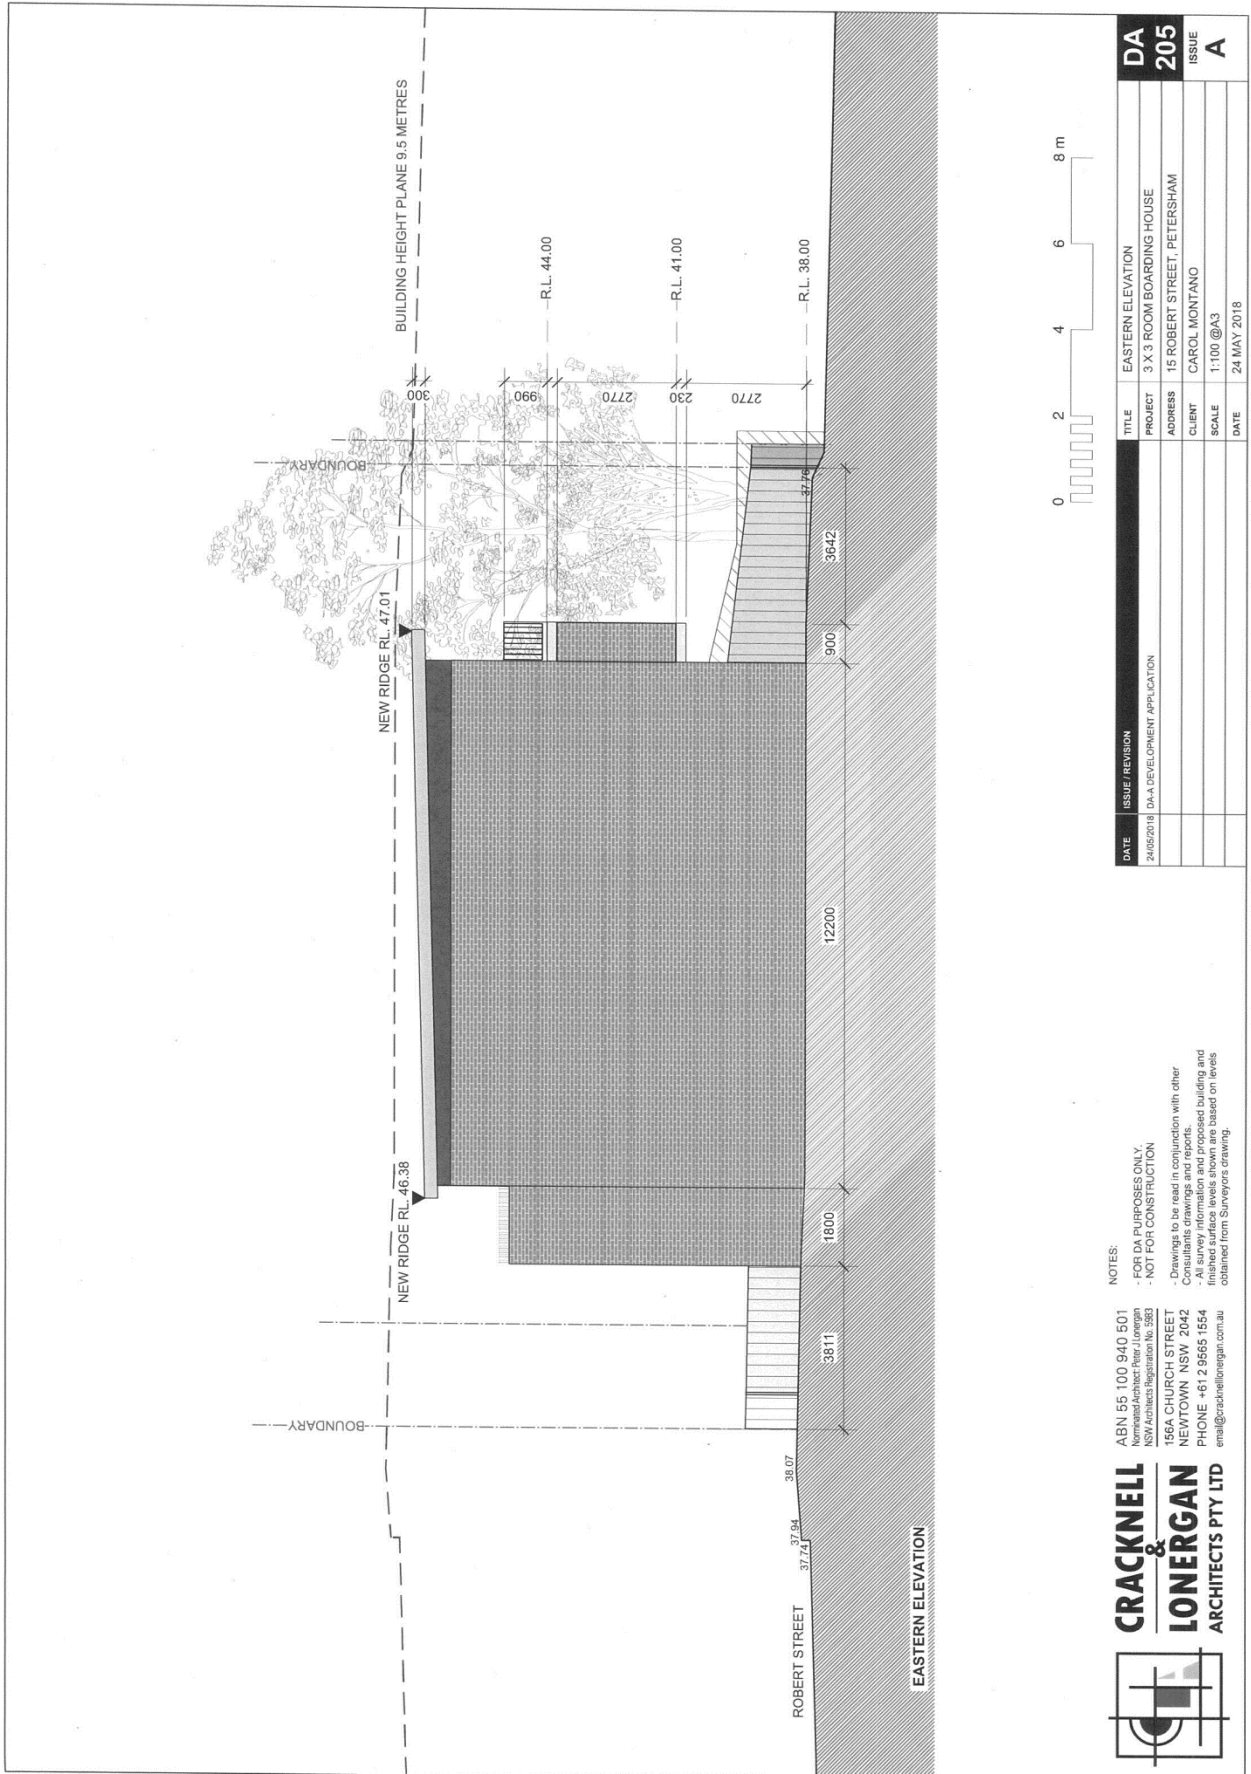 BUILDING HEIGHT PLANE 9.5 METRES
NEW RIDGE RL. 46.38
NEW RIDGE RL. 47.01
BOUNDARY
BOUNDARY
300
990
2770
230
2770
R.L. 44.00
R.L. 41.00
R.L. 38.00
ROBERT STREET
37.74
37.94
38.07
37.76
3811
1800
12200
900
3642
EASTERN ELEVATION
0 2 4 6 8 m
CRACKNELL
&
LONERGAN
ARCHITECTS PTY LTD
ABN 55 100 940 501
Nominated Architect: Peter J Lonergan
NSW Architects Registration No. 5983
156A CHURCH STREET
NEWTOWN NSW 2042
PHONE +61 2 9565 1554
email@cracknelllonergan.com.au
NOTES:
- FOR DA PURPOSES ONLY.
- NOT FOR CONSTRUCTION
- Drawings to be read in conjunction with other
Consultants drawings and reports.
- All survey information and proposed building and
finished surface levels shown are based on levels
obtained from Surveyors drawing.
DATE ISSUE / REVISION
24/05/2018 DA-A DEVELOPMENT APPLICATION
TITLE EASTERN ELEVATION
PROJECT 3 X 3 ROOM BOARDING HOUSE
ADDRESS 15 ROBERT STREET, PETERSHAM
CLIENT CAROL MONTANO
SCALE 1:100 @A3
DATE 24 MAY 2018
DA
205
ISSUE
A